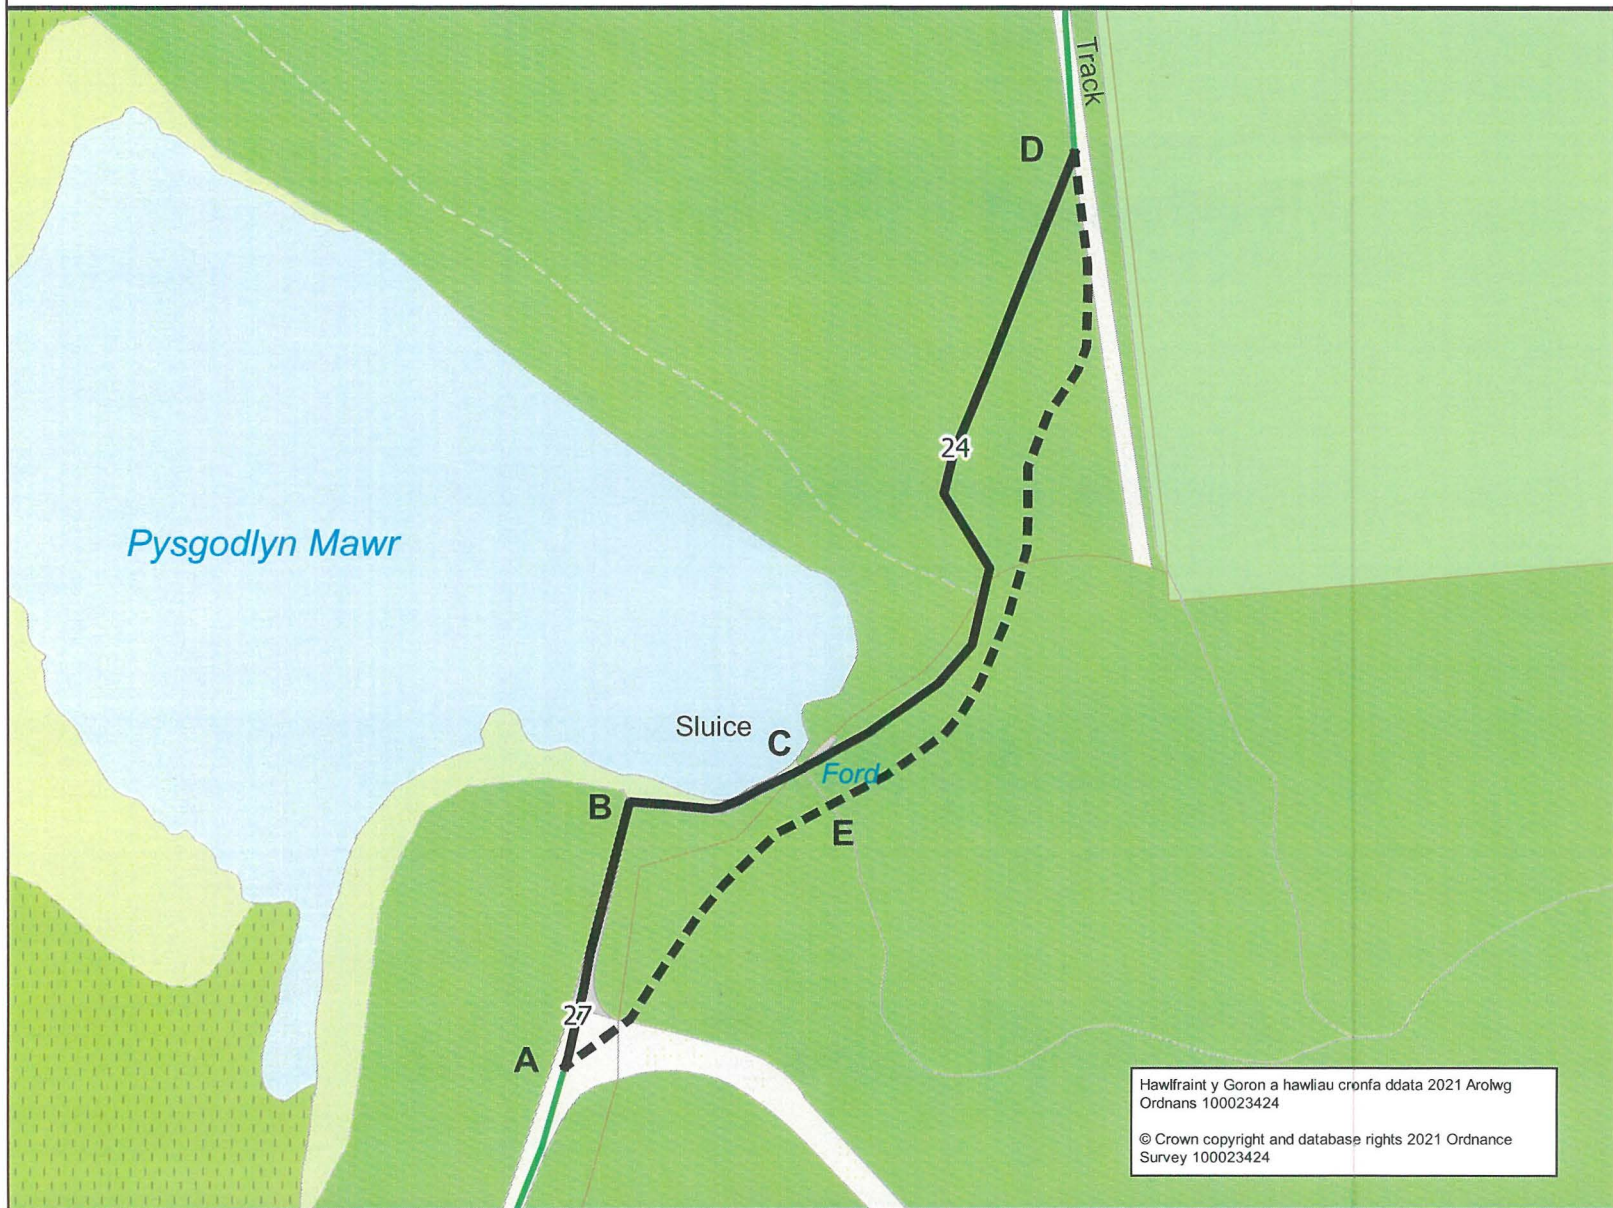 Track
D
24
Pysgodlyn Mawr
Sluice
C
Ford
B
E
27
A
Hawlfraint y Goron a hawliau cronfa ddata 2021 Arolwg
Ordnans 100023424
© Crown copyright and database rights 2021 Ordnance
Survey 100023424